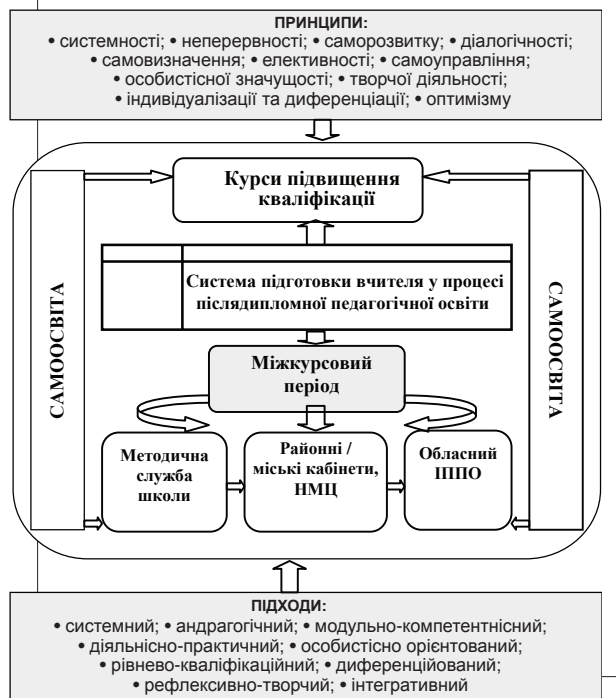 ПРИНЦИПИ:
• системності; • неперервності; • саморозвитку; • діалогічності;
• самовизначення; • елективності; • самоуправління;
• особистісної значущості; • творчої діяльності;
• індивідуалізації та диференціації; • оптимізму
САМООСВІТА
Курси підвищення
кваліфікації
Система підготовки вчителя у процесі
післядипломної педагогічної освіти
Міжкурсовий
період
Методична
служба
школи
Районні /
міські кабінети,
НМЦ
Обласний
ІППО
САМООСВІТА
ПІДХОДИ:
• системний; • андрагогічний; • модульно-компетентнісний;
• діяльнісно-практичний; • особистісно орієнтований;
• рівнево-кваліфікаційний; • диференційований;
• рефлексивно-творчий; • інтегративний